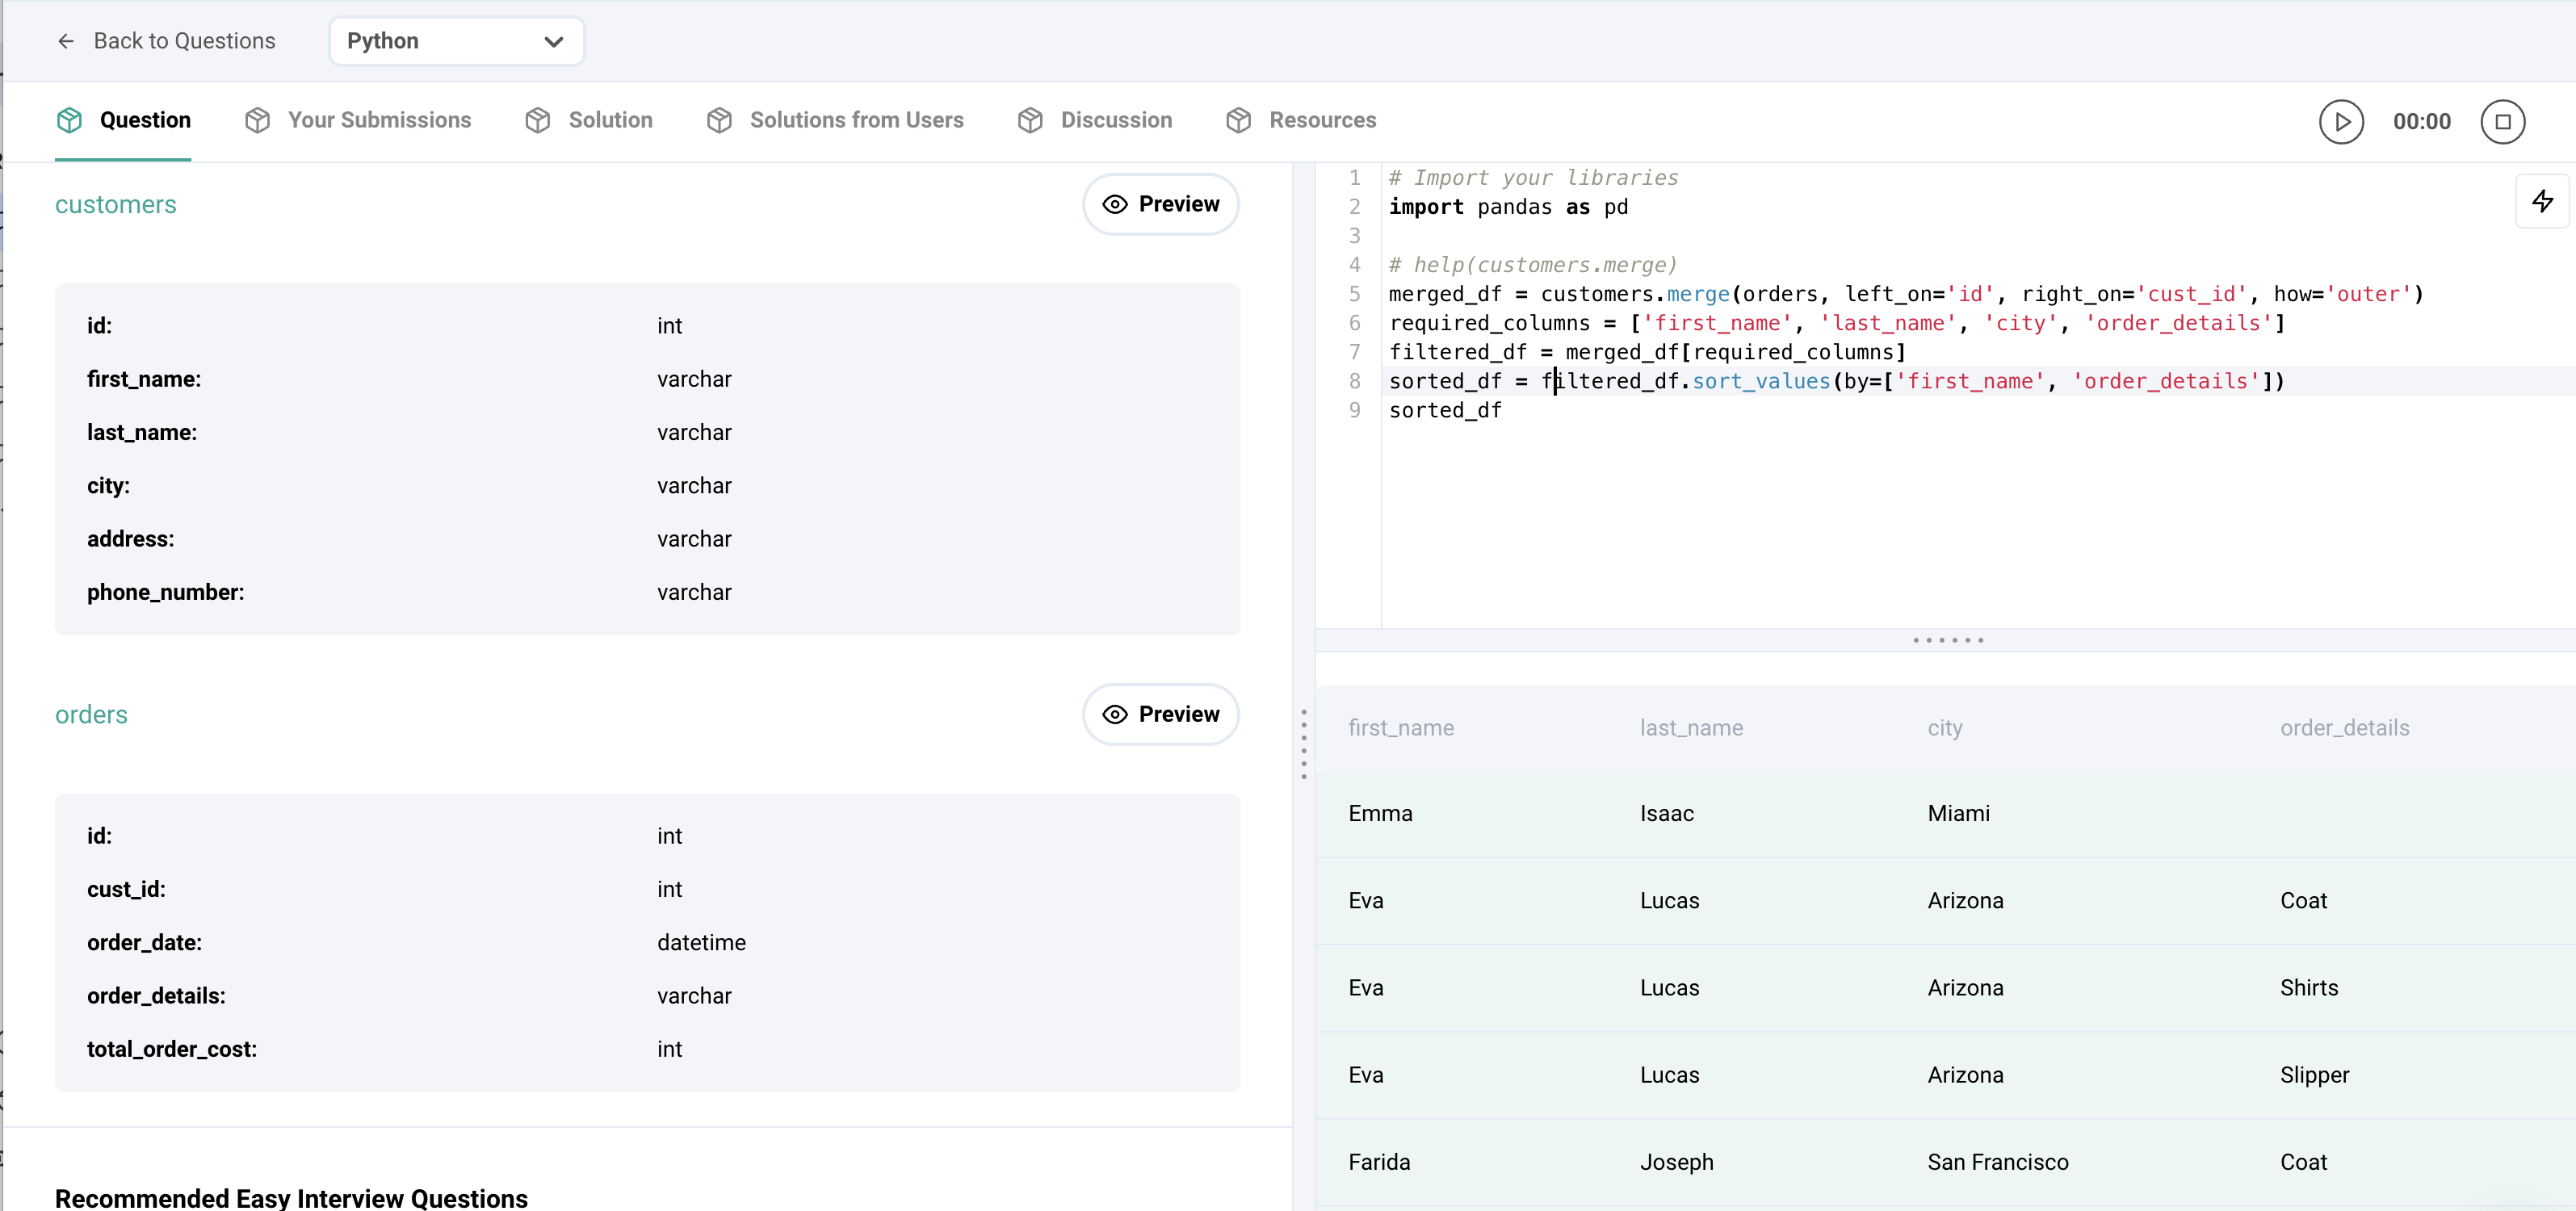 Back to Questions
Python
Question
Your Submissions
Solution
Solutions from Users
Discussion
Resources
00:00
customers
Preview
id: int
first_name: varchar
last_name: varchar
city: varchar
address: varchar
phone_number: varchar
orders
Preview
id: int
cust_id: int
order_date: datetime
order_details: varchar
total_order_cost: int
Recommended Easy Interview Questions
1 # Import your libraries
2 import pandas as pd
3
4 # help(customers.merge)
5 merged_df = customers.merge(orders, left_on='id', right_on='cust_id', how='outer')
6 required_columns = ['first_name', 'last_name', 'city', 'order_details']
7 filtered_df = merged_df[required_columns]
8 sorted_df = filtered_df.sort_values(by=['first_name', 'order_details'])
9 sorted_df
first_name last_name city order_details
Emma Isaac Miami
Eva Lucas Arizona Coat
Eva Lucas Arizona Shirts
Eva Lucas Arizona Slipper
Farida Joseph San Francisco Coat